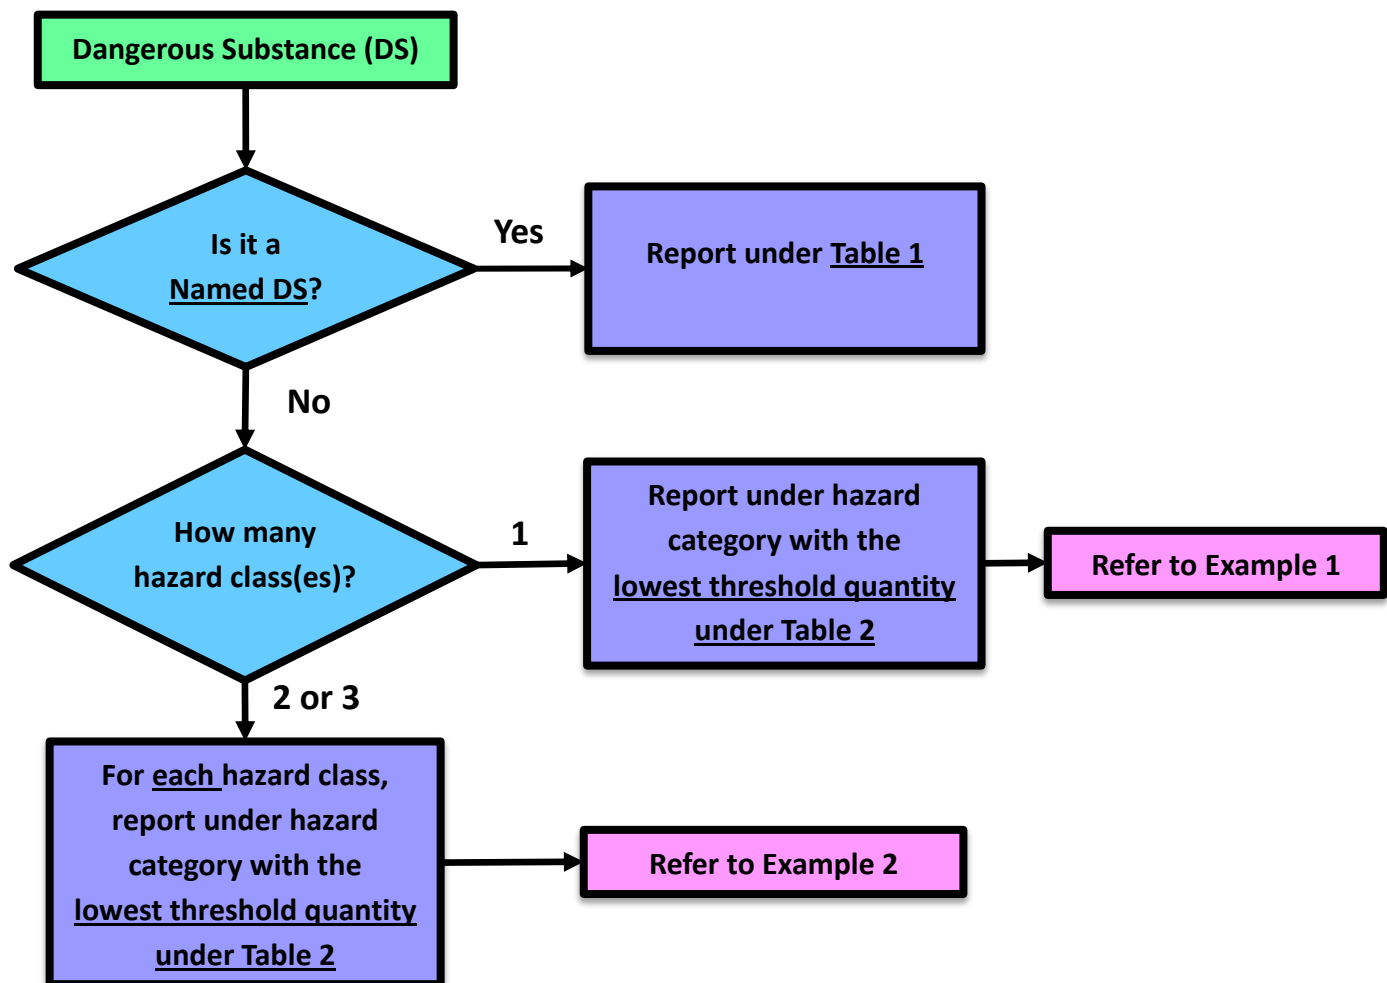 Dangerous Substance (DS)
Is it a
Named DS?
Yes
Report under Table 1
No
How many
hazard class(es)?
1
Report under hazard
category with the
lowest threshold quantity
under Table 2
Refer to Example 1
2 or 3
For each hazard class,
report under hazard
category with the
lowest threshold quantity
under Table 2
Refer to Example 2